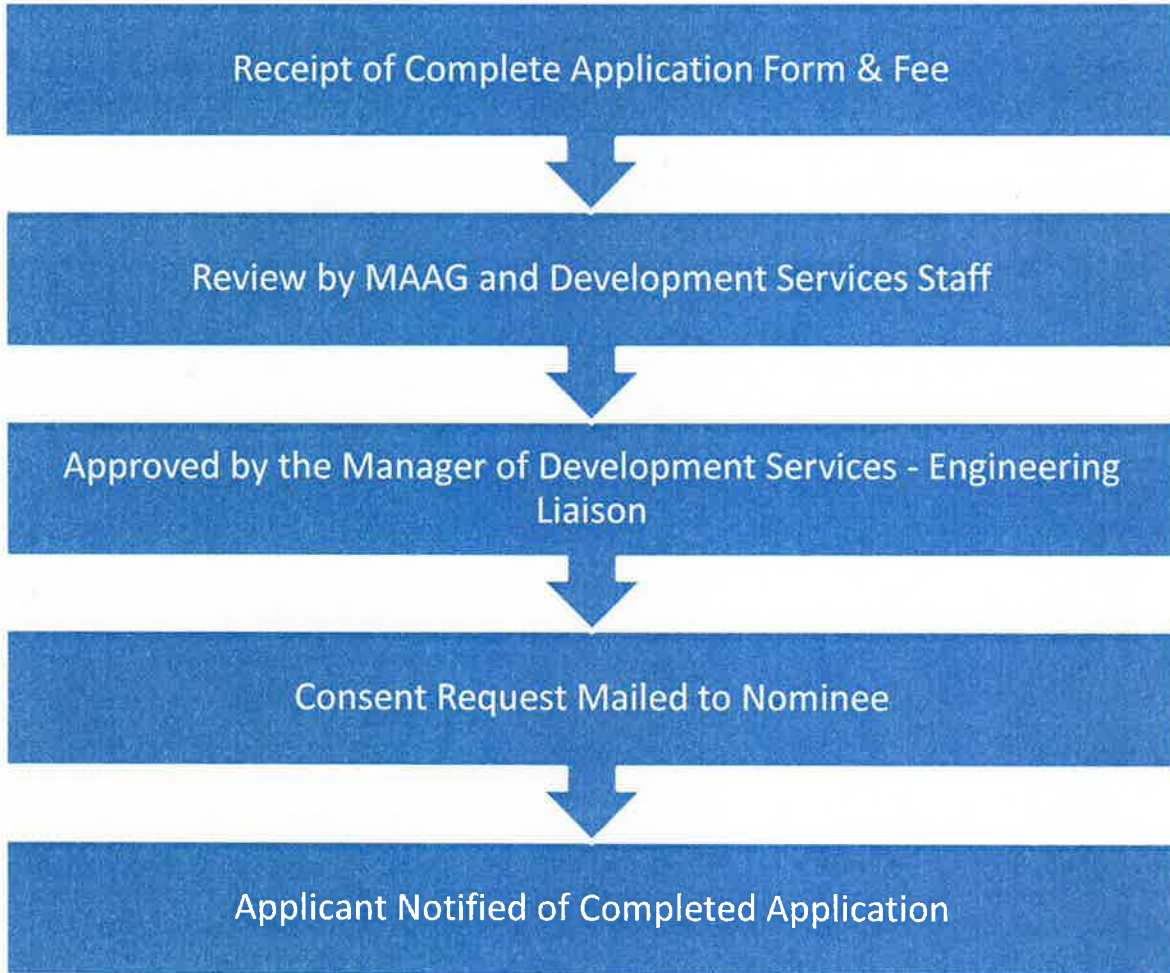 Receipt of Complete Application Form & Fee
Review by MAAG and Development Services Staff
Approved by the Manager of Development Services - Engineering
Liaison
Consent Request Mailed to Nominee
Applicant Notified of Completed Application